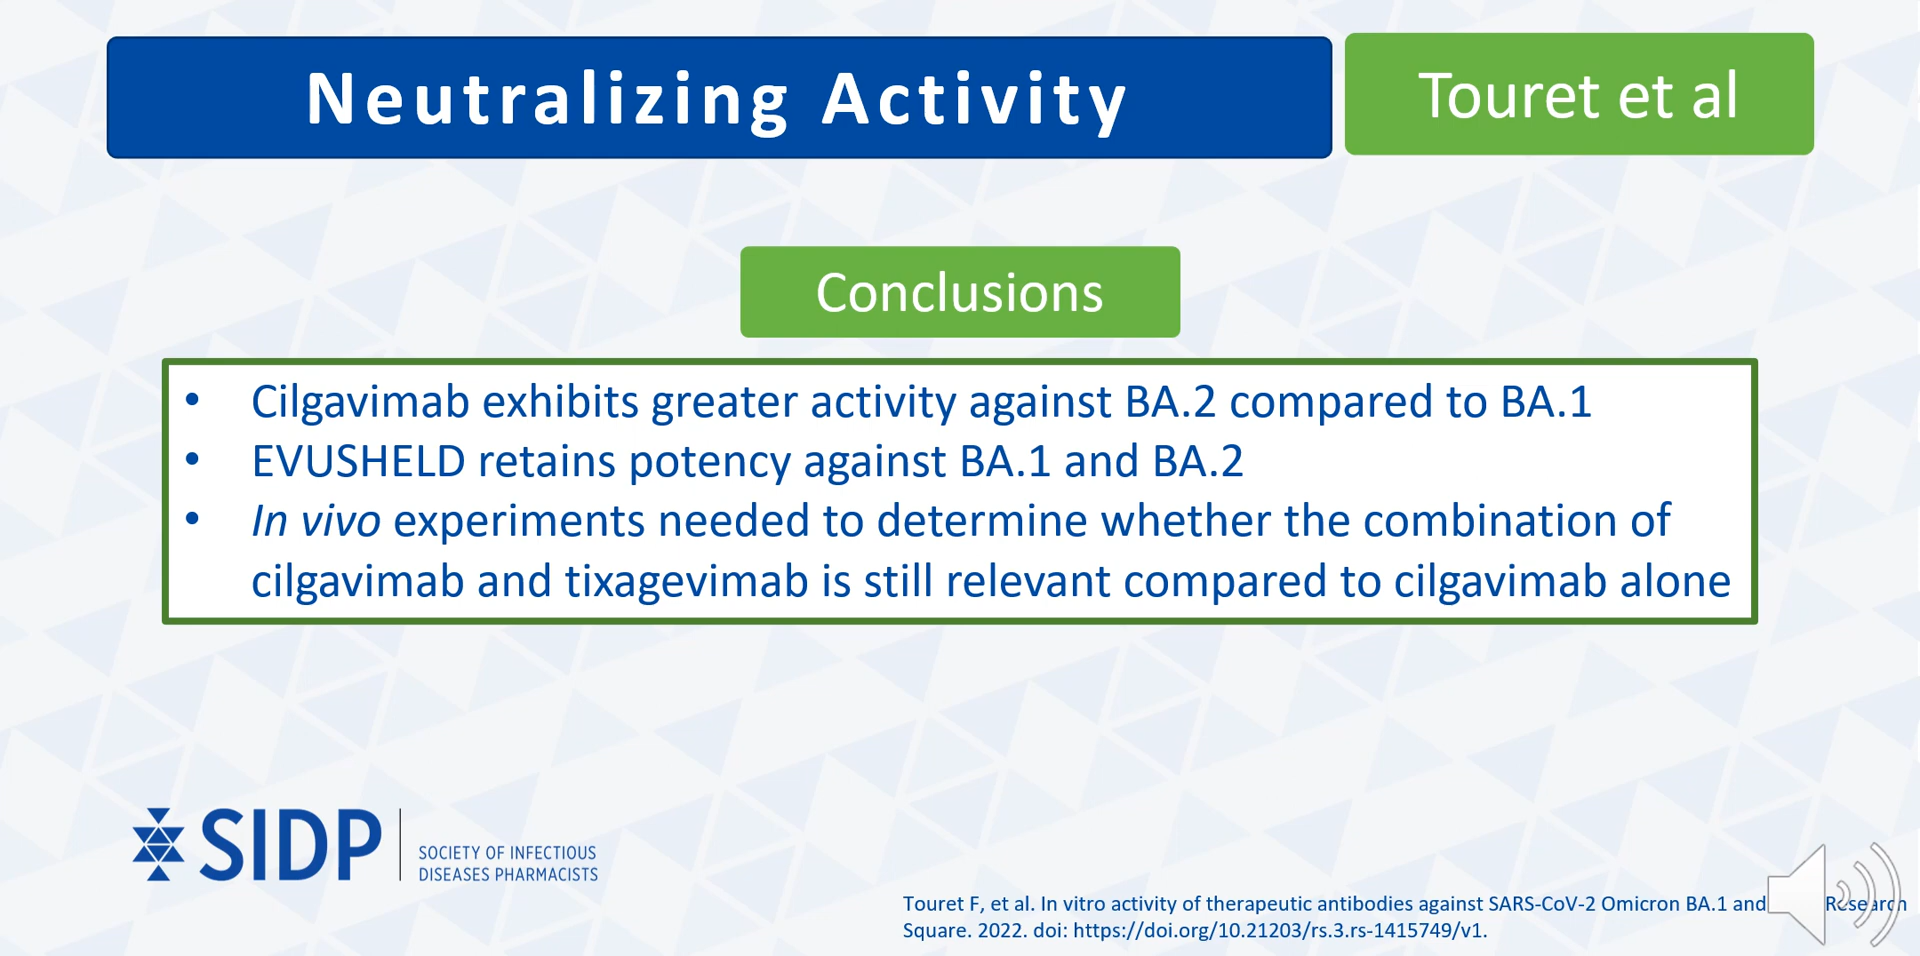 Neutralizing Activity
Touret et al
Conclusions
• Cilgavimab exhibits greater activity against BA.2 compared to BA.1
• EVUSHELD retains potency against BA.1 and BA.2
• In vivo experiments needed to determine whether the combination of
cilgavimab and tixagevimab is still relevant compared to cilgavimab alone
SIDP
SOCIETY OF INFECTIOUS
DISEASES PHARMACISTS
Touret F, et al. In vitro activity of therapeutic antibodies against SARS-CoV-2 Omicron BA.1 and Research
Square. 2022. doi: https://doi.org/10.21203/rs.3.rs-1415749/v1.